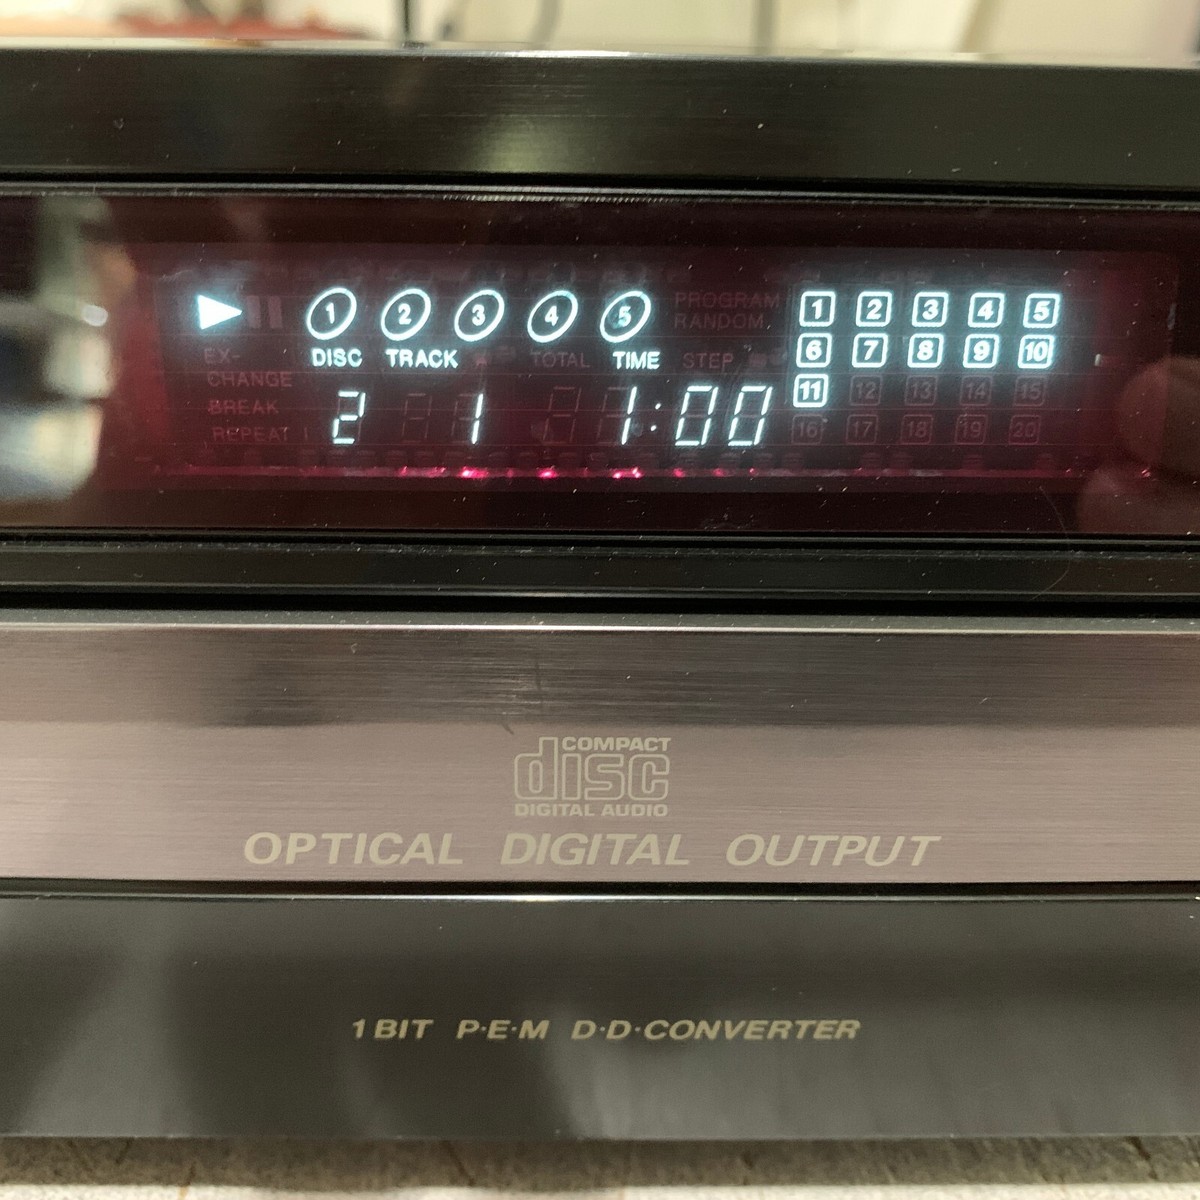 1 2 3 4 5 PROGRAM 1 2 3 4 5
RANDOM
DISC TRACK TOTAL TIME STEP 6 7 8 9 10
EX-
CHANGE
2 1 1:00 11 12 13 14 15
BREAK
REPEAT 16 17 18 19 20
COMPACT
disc
DIGITAL AUDIO
OPTICAL DIGITAL OUTPUT
1 BIT P·E·M D·D·CONVERTER